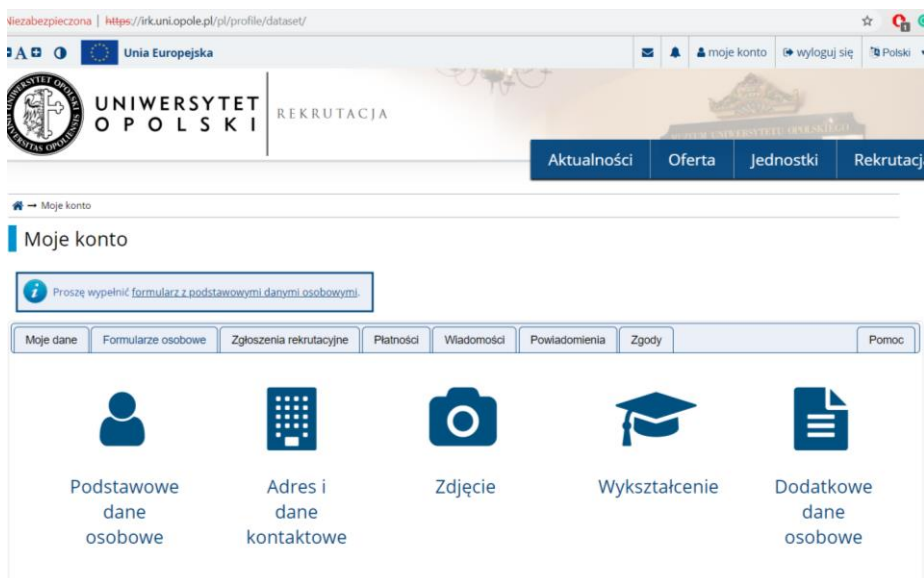 Niezabezpieczona | https://irk.uni.opole.pl/pl/profile/dataset/
A Unia Europejska moje konto wyloguj się Polski
UNIWERSYTET
OPOLSKI
REKRUTACJA
Aktualności Oferta Jednostki Rekrutacja
→ Moje konto
Moje konto
Proszę wypełnić formularz z podstawowymi danymi osobowymi.
Moje dane Formularze osobowe Zgłoszenia rekrutacyjne Płatności Wiadomości Powiadomienia Zgody Pomoc
Podstawowe
dane
osobowe
Adres i
dane
kontaktowe
Zdjęcie
Wykształcenie
Dodatkowe
dane
osobowe